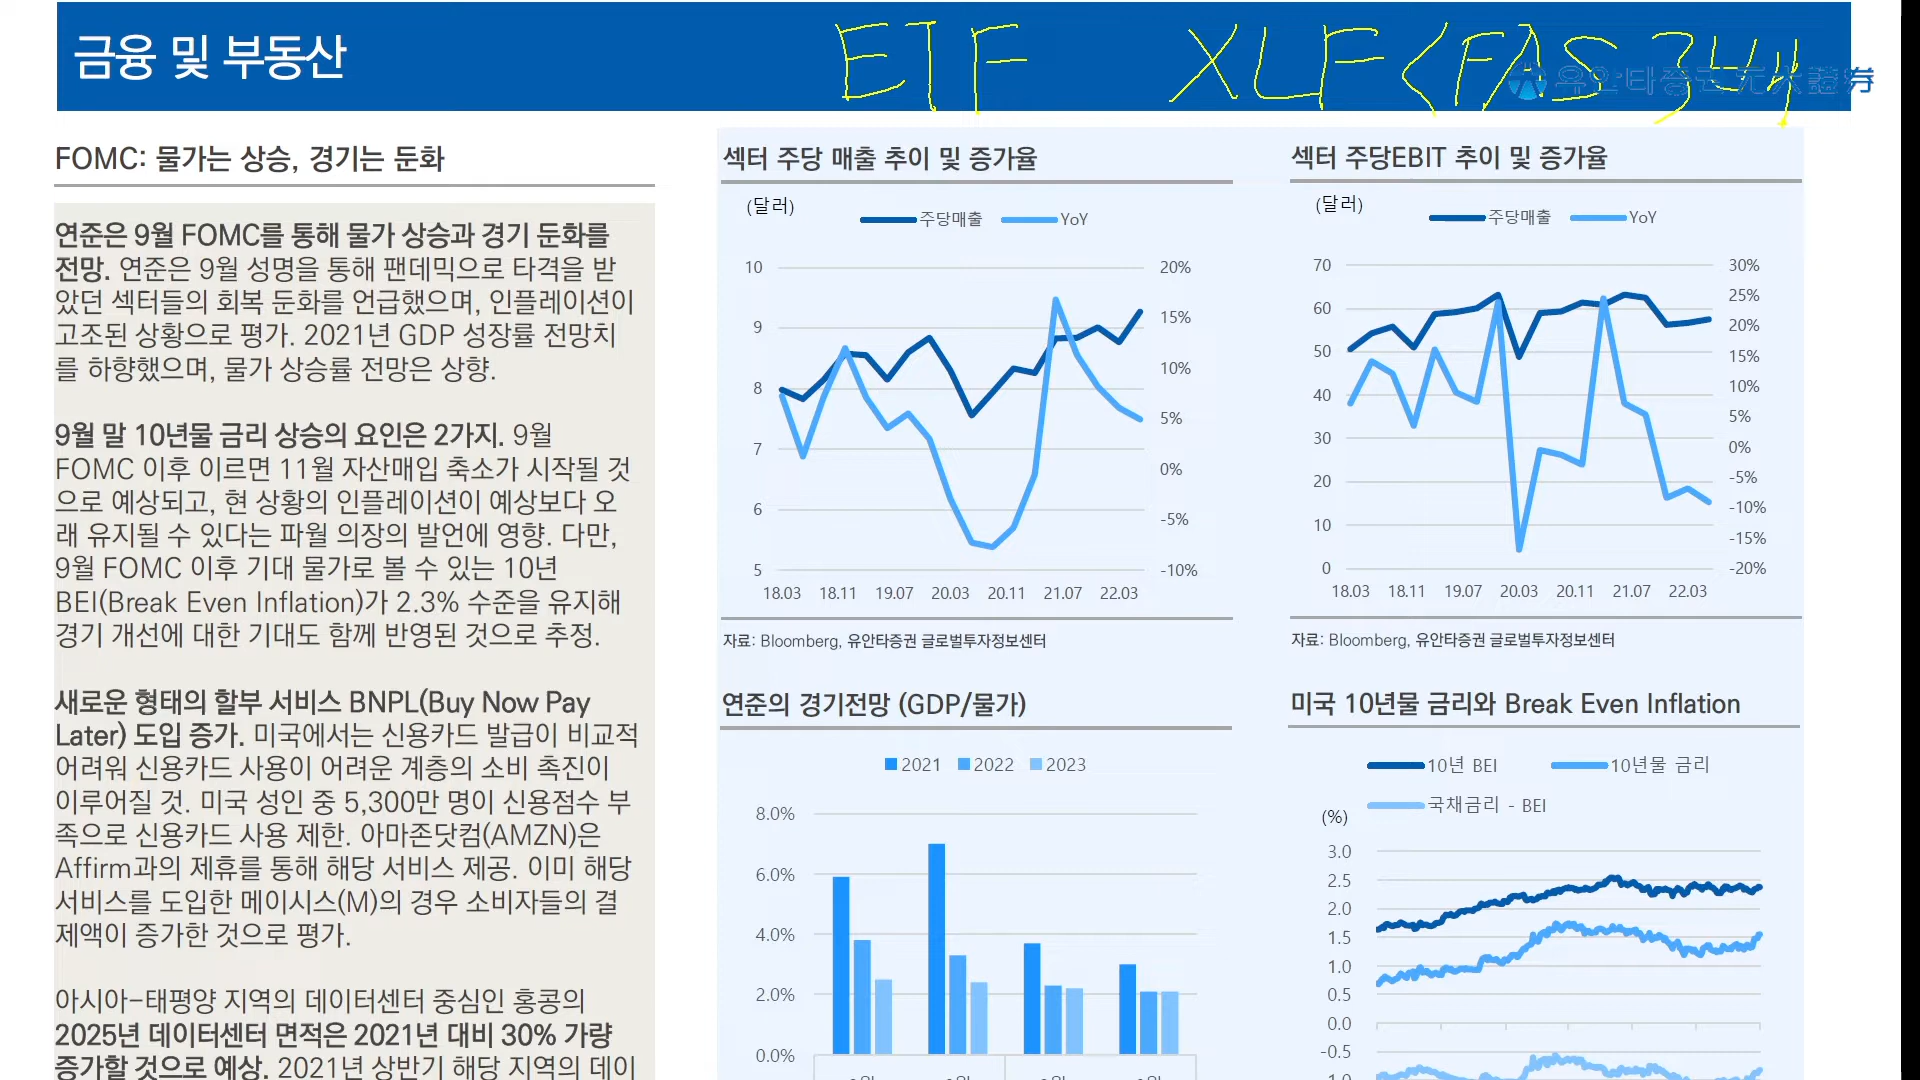 금융 및 부동산
ETF XLF < FAS 3배
유안타증권 元大證券
FOMC: 물가는 상승, 경기는 둔화
연준은 9월 FOMC를 통해 물가 상승과 경기 둔화를
전망. 연준은 9월 성명을 통해 팬데믹으로 타격을 받
았던 섹터들의 회복 둔화를 언급했으며, 인플레이션이
고조된 상황으로 평가. 2021년 GDP 성장률 전망치
를 하향했으며, 물가 상승률 전망은 상향.
9월 말 10년물 금리 상승의 요인은 2가지. 9월
FOMC 이후 이르면 11월 자산매입 축소가 시작될 것
으로 예상되고, 현 상황의 인플레이션이 예상보다 오
래 유지될 수 있다는 파월 의장의 발언에 영향. 다만,
9월 FOMC 이후 기대 물가로 볼 수 있는 10년
BEI(Break Even Inflation)가 2.3% 수준을 유지해
경기 개선에 대한 기대도 함께 반영된 것으로 추정.
새로운 형태의 할부 서비스 BNPL(Buy Now Pay
Later) 도입 증가. 미국에서는 신용카드 발급이 비교적
어려워 신용카드 사용이 어려운 계층의 소비 촉진이
이루어질 것. 미국 성인 중 5,300만 명이 신용점수 부
족으로 신용카드 사용 제한. 아마존닷컴(AMZN)은
Affirm과의 제휴를 통해 해당 서비스 제공. 이미 해당
서비스를 도입한 메이시스(M)의 경우 소비자들의 결
제액이 증가한 것으로 평가.
아시아-태평양 지역의 데이터센터 중심인 홍콩의
2025년 데이터센터 면적은 2021년 대비 30% 가량
증가할 것으로 예상. 2021년 상반기 해당 지역의 데이
섹터 주당 매출 추이 및 증가율
(달러)
주당매출 YoY
10 20%
9 15%
8 10%
5%
7 0%
6 -5%
5 -10%
18.03 18.11 19.07 20.03 20.11 21.07 22.03
자료: Bloomberg, 유안타증권 글로벌투자정보센터
섹터 주당EBIT 추이 및 증가율
(달러)
주당매출 YoY
70 30%
60 25%
20%
50 15%
40 10%
5%
30 0%
20 -5%
10 -10%
-15%
0 -20%
18.03 18.11 19.07 20.03 20.11 21.07 22.03
자료: Bloomberg, 유안타증권 글로벌투자정보센터
연준의 경기전망 (GDP/물가)
2021 2022 2023
8.0%
6.0%
4.0%
2.0%
0.0%
미국 10년물 금리와 Break Even Inflation
10년 BEI 10년물 금리
국채금리 - BEI
(%)
3.0
2.5
2.0
1.5
1.0
0.5
0.0
-0.5